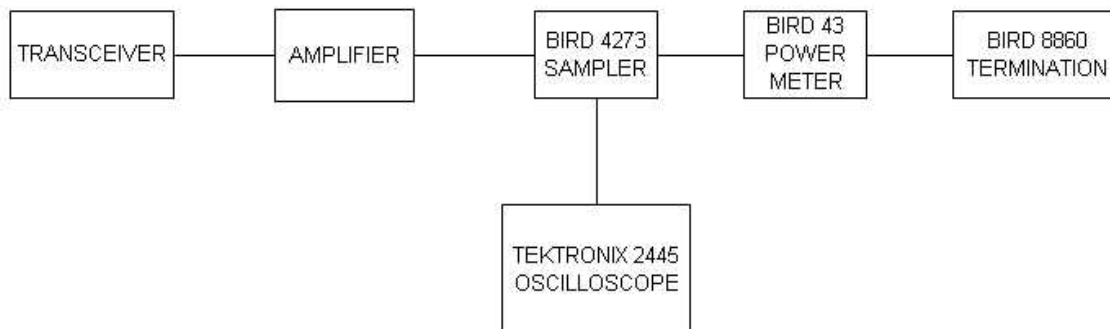 TRANSCEIVER
AMPLIFIER
BIRD 4273
SAMPLER
BIRD 43
POWER
METER
BIRD 8860
TERMINATION
TEKTRONIX 2445
OSCILLOSCOPE